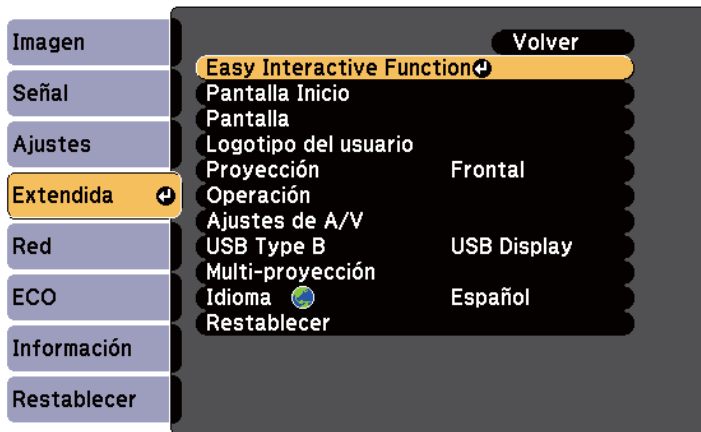 Imagen
Señal
Ajustes
Extendida
Red
ECO
Información
Restablecer
Volver
Easy Interactive Function
Pantalla Inicio
Pantalla
Logotipo del usuario
Proyección Frontal
Operación
Ajustes de A/V
USB Type B USB Display
Multi-proyección
Idioma Español
Restablecer